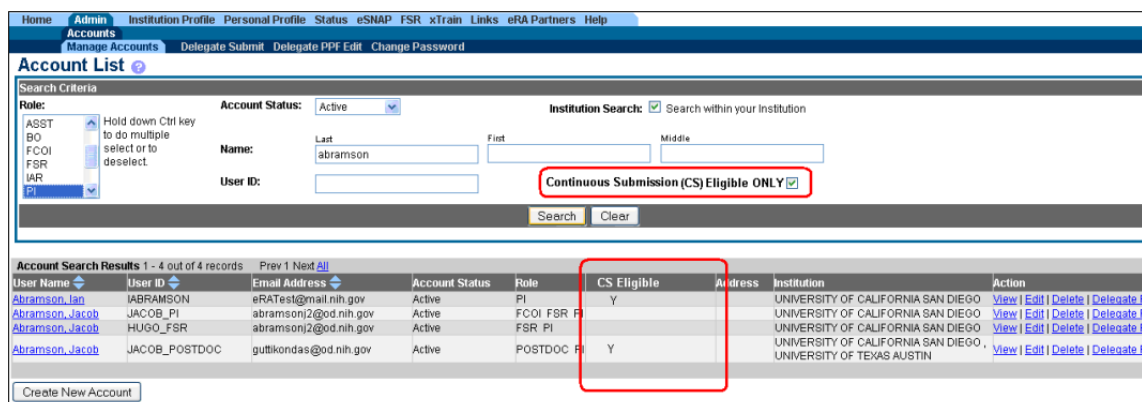 Home Admin Institution Profile Personal Profile Status eSNAP FSR xTrain Links eRA Partners Help
Accounts
Manage Accounts Delegate Submit Delegate PPF Edit Change Password
Account List ?
Search Criteria
Role: Account Status: Active Institution Search: Search within your Institution
ASST
BO
FCOI
FSR
IAR
PI
Hold down Ctrl key
to do multiple
select or to
deselect.
Last First Middle
Name: abramson
User ID: Continuous Submission (CS) Eligible ONLY
Search Clear
Account Search Results 1 - 4 out of 4 records Prev 1 Next All
User Name User ID Email Address Account Status Role CS Eligible Address Institution Action
Abramson, Ian IABRAMSON eRATest@mail.nih.gov Active PI Y UNIVERSITY OF CALIFORNIA SAN DIEGO View | Edit | Delete | Delegate
Abramson, Jacob JACOB_PI abramsonj2@od.nih.gov Active FCOI FSR PI UNIVERSITY OF CALIFORNIA SAN DIEGO View | Edit | Delete | Delegate
Abramson, Jacob HUGO_FSR abramsonj2@od.nih.gov Active FSR PI UNIVERSITY OF CALIFORNIA SAN DIEGO View | Edit | Delete | Delegate
Abramson, Jacob JACOB_POSTDOC guttikondas@od.nih.gov Active POSTDOC PI Y UNIVERSITY OF CALIFORNIA SAN DIEGO , View | Edit | Delete | Delegate
UNIVERSITY OF TEXAS AUSTIN
Create New Account